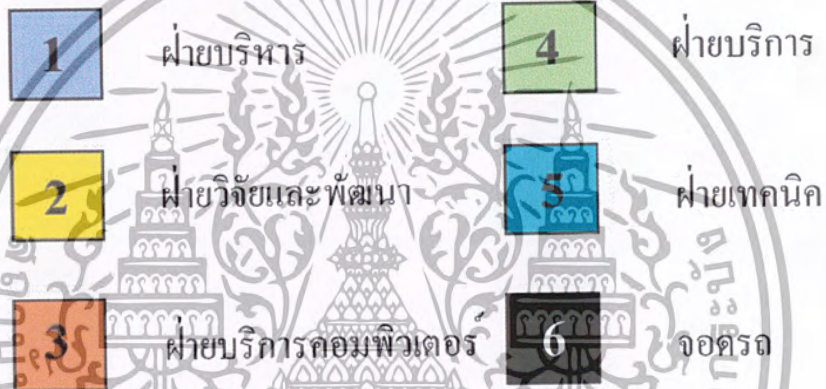 1 ฝ่ายบริหาร
4 ฝ่ายบริการ
2 ฝ่ายวิจัยและพัฒนา
5 ฝ่ายเทคนิค
3 ฝ่ายบริการคอมพิวเตอร์
6 จอดรถ